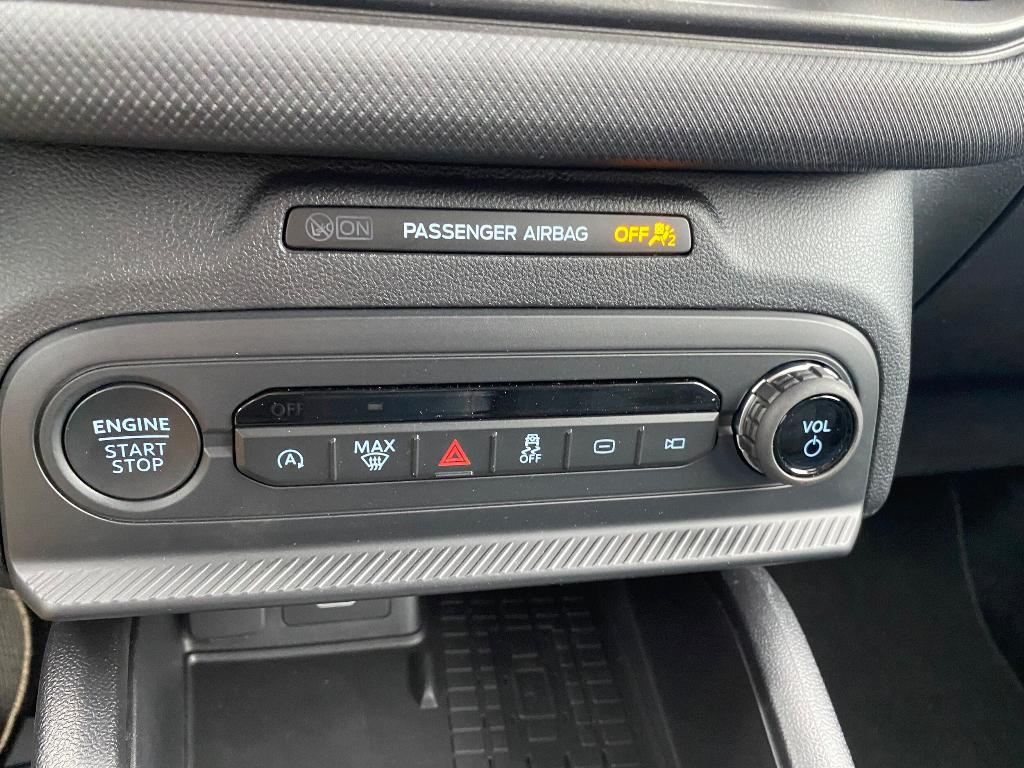 ON PASSENGER AIRBAG OFF 2
OFF
ENGINE
START
STOP
A
MAX
OFF
VOL